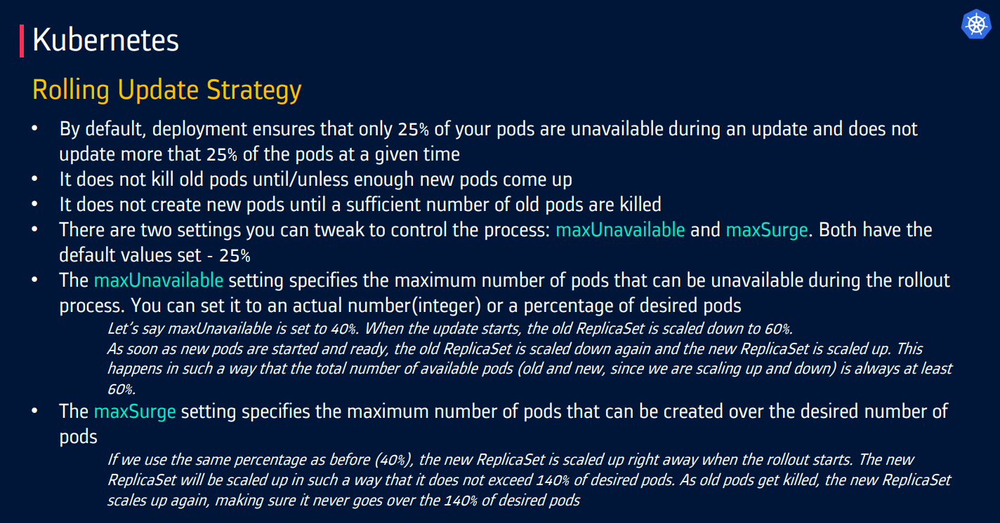 Kubernetes
Rolling Update Strategy
• By default, deployment ensures that only 25% of your pods are unavailable during an update and does not
update more that 25% of the pods at a given time
• It does not kill old pods until/unless enough new pods come up
• It does not create new pods until a sufficient number of old pods are killed
• There are two settings you can tweak to control the process: maxUnavailable and maxSurge. Both have the
default values set - 25%
• The maxUnavailable setting specifies the maximum number of pods that can be unavailable during the rollout
process. You can set it to an actual number(integer) or a percentage of desired pods
Let's say maxUnavailable is set to 40%. When the update starts, the old ReplicaSet is scaled down to 60%.
As soon as new pods are started and ready, the old ReplicaSet is scaled down again and the new ReplicaSet is scaled up. This
happens in such a way that the total number of available pods (old and new, since we are scaling up and down) is always at least
60%.
• The maxSurge setting specifies the maximum number of pods that can be created over the desired number of
pods
If we use the same percentage as before (40%), the new ReplicaSet is scaled up right away when the rollout starts. The new
ReplicaSet will be scaled up in such a way that it does not exceed 140% of desired pods. As old pods get killed, the new ReplicaSet
scales up again, making sure it never goes over the 140% of desired pods